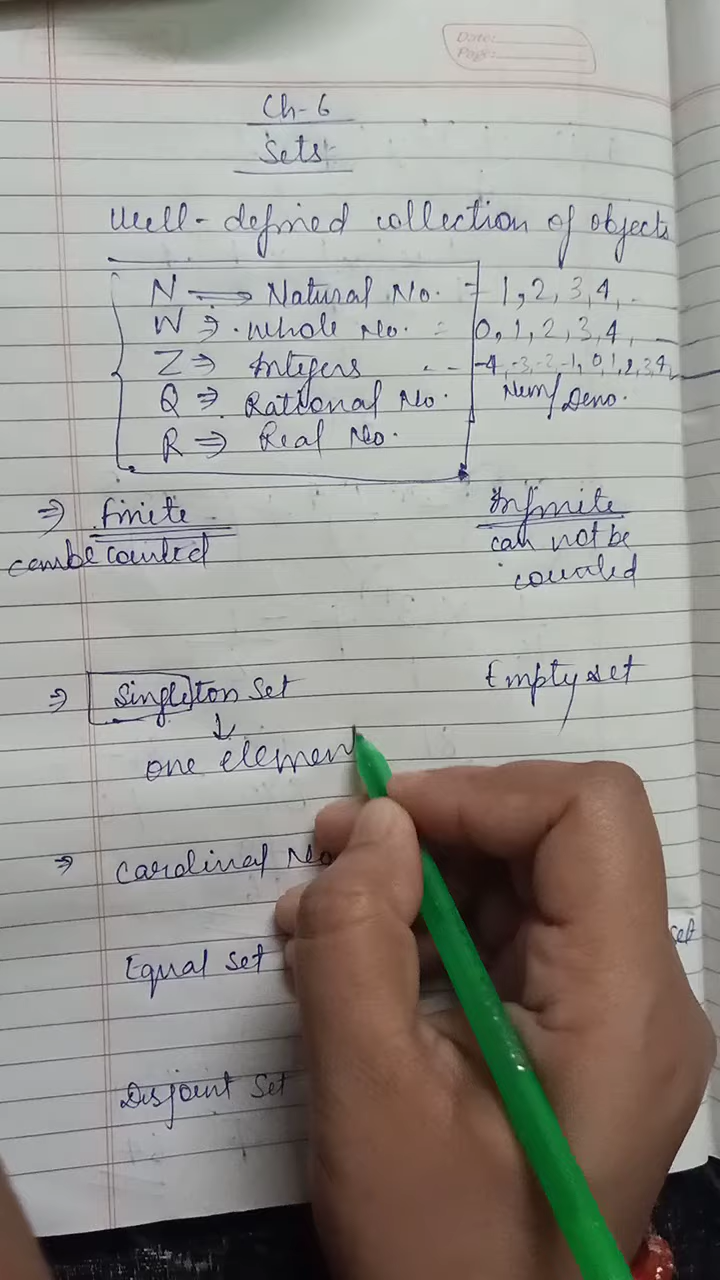 Date:
Page:
Ch-6
Sets
Well-defined collection of objects
N ⟹ Natural No. - 1, 2, 3, 4, .
W ⇒ . Whole No. = 0, 1, 2, 3, 4, _
Z ⇒ Integers - - -4, -3, -2, -1, 0, 1, 2, 3, 4, _
Q ⇒ Rational No. Num/Deno.
R ⇒ Real No.
⇒ finite Infinite
can be counted can not be
counted
⇒ Singleton Set Empty set
↓
one element
⇒ Cardinal No
Equal Set set
Disjoint Set